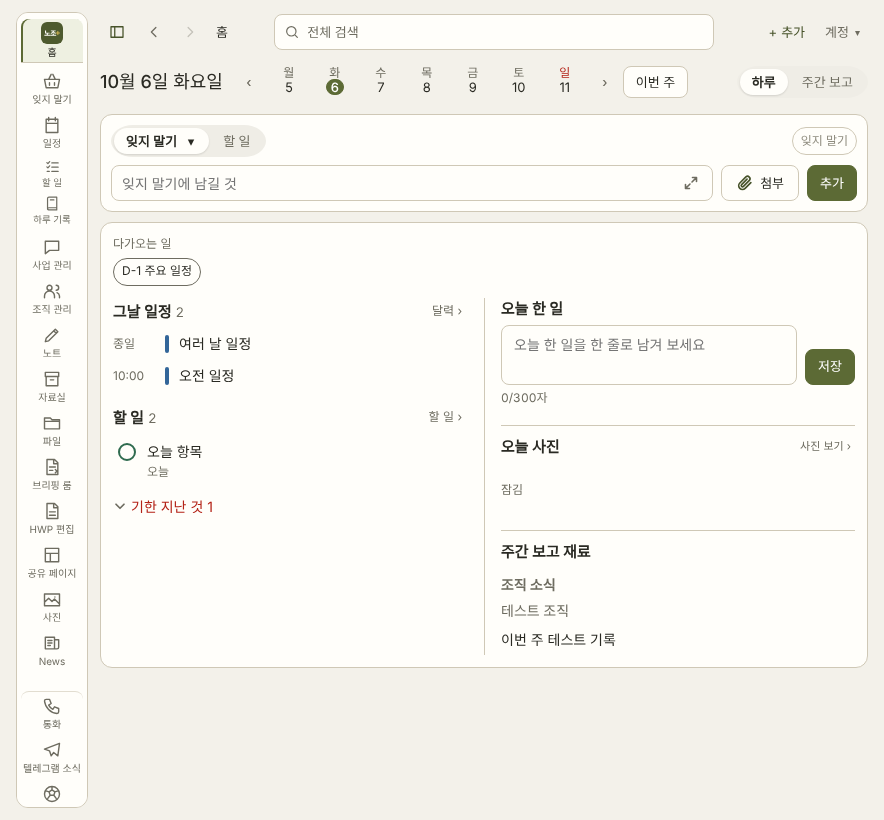 노조+
홈
잊지 말기
일정
할 일
하루 기록
사업 관리
조직 관리
노트
자료실
파일
브리핑 룸
HWP 편집
공유 페이지
사진
News
통화
텔레그램 소식
홈
전체 검색
+ 추가
계정 ▾
10월 6일 화요일
‹
월 화 수 목 금 토 일
5 6 7 8 9 10 11
›
이번 주
하루
주간 보고
잊지 말기 ▼
할 일
잊지 말기
잊지 말기에 남길 것
첨부
추가
다가오는 일
D-1 주요 일정
그날 일정 2
달력 ›
종일 여러 날 일정
10:00 오전 일정
할 일 2
할 일 ›
오늘 항목
오늘
기한 지난 것 1
오늘 한 일
오늘 한 일을 한 줄로 남겨 보세요
저장
0/300자
오늘 사진
사진 보기 ›
잠김
주간 보고 재료
조직 소식
테스트 조직
이번 주 테스트 기록